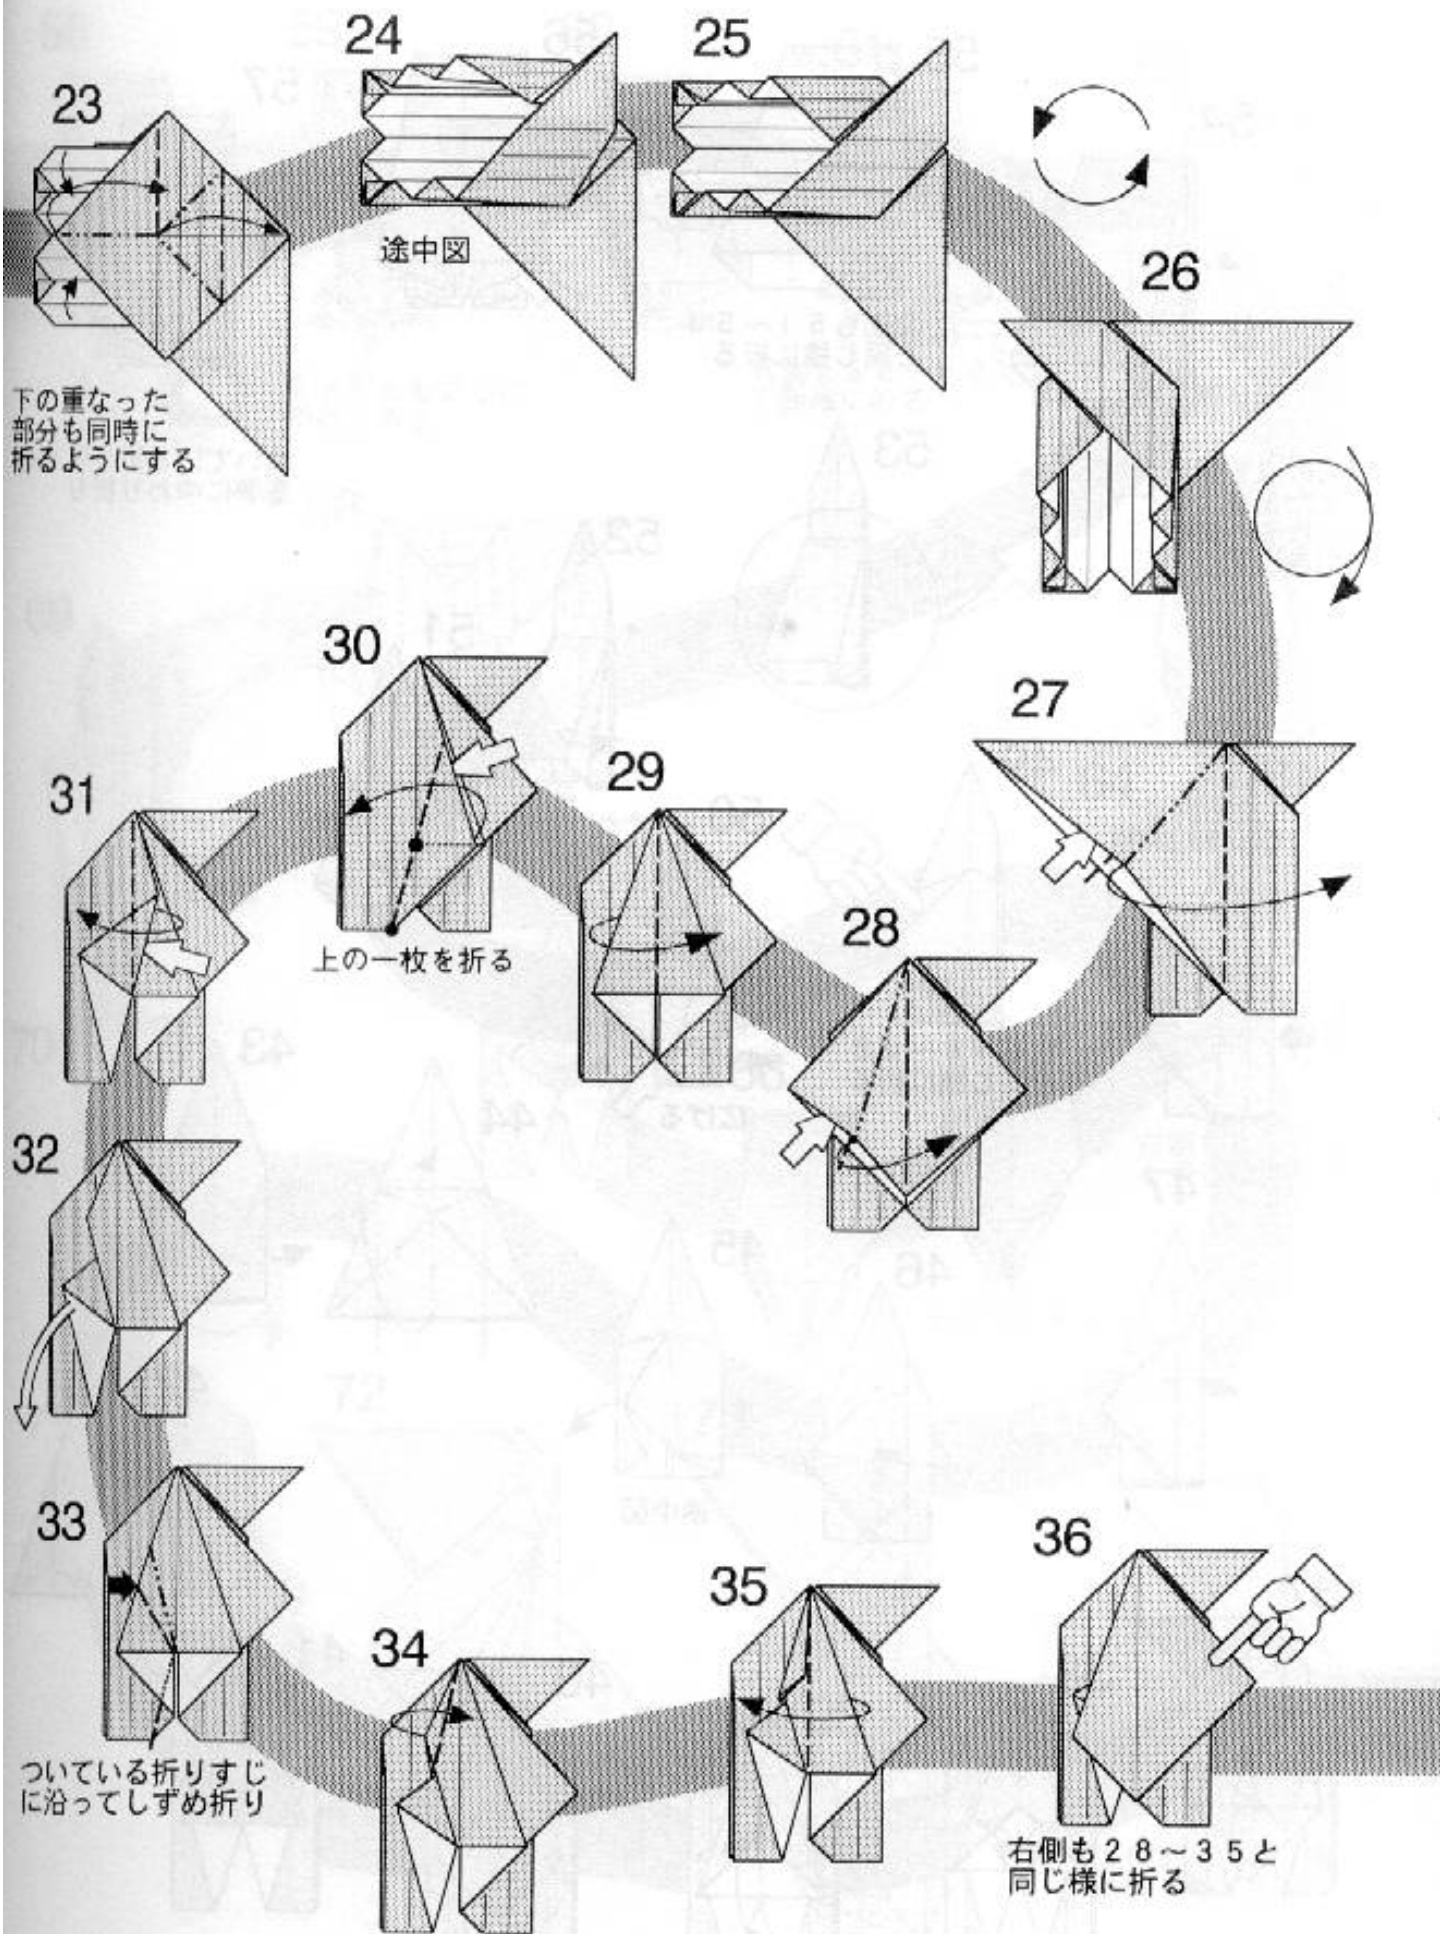 23
下の重なった
部分も同時に
折るようにする
24
途中図
25
26
27
28
29
30
上の一枚を折る
31
32
33
ついている折りすじ
に沿ってしずめ折り
34
35
36
右側も28～35と
同じ様に折る